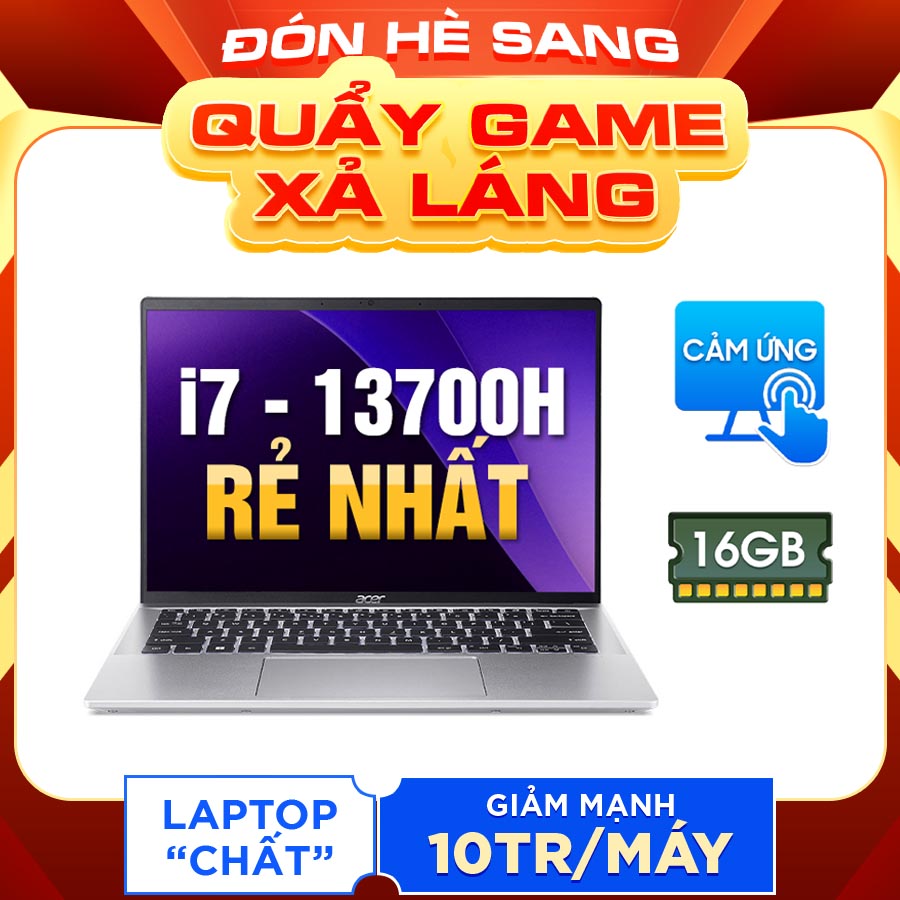 ĐÓN HÈ SANG
QUẨY GAME
XẢ LÁNG
i7 - 13700H
RẺ NHẤT
CẢM ỨNG
16GB
acer
LAPTOP
“CHẤT”
GIẢM MẠNH
10TR/MÁY